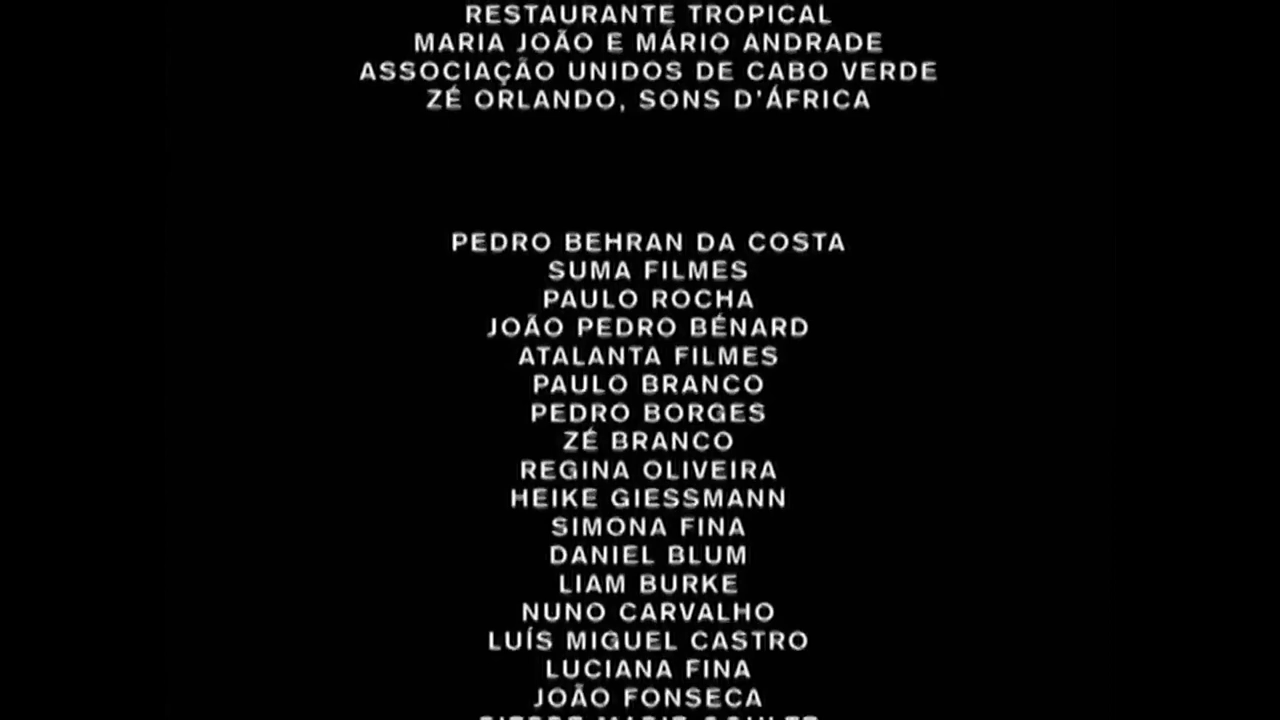 RESTAURANTE TROPICAL
MARIA JOÃO E MÁRIO ANDRADE
ASSOCIAÇÃO UNIDOS DE CABO VERDE
ZÉ ORLANDO, SONS D'ÁFRICA
PEDRO BEHRAN DA COSTA
SUMA FILMES
PAULO ROCHA
JOÃO PEDRO BÉNARD
ATALANTA FILMES
PAULO BRANCO
PEDRO BORGES
ZÉ BRANCO
REGINA OLIVEIRA
HEIKE GIESSMANN
SIMONA FINA
DANIEL BLUM
LIAM BURKE
NUNO CARVALHO
LUÍS MIGUEL CASTRO
LUCIANA FINA
JOÃO FONSECA